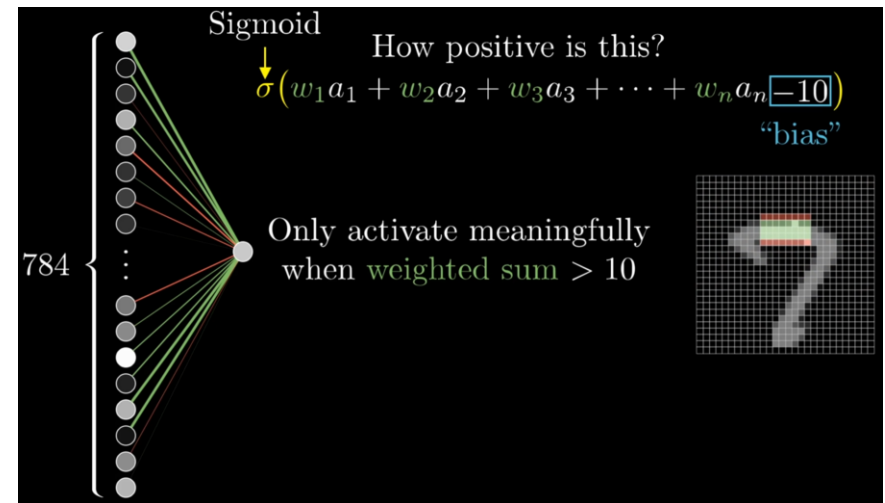 Sigmoid
How positive is this?
σ(w₁a₁ + w₂a₂ + w₃a₃ + ⋯ + wₙaₙ −10)
“bias”
784
Only activate meaningfully
when weighted sum > 10